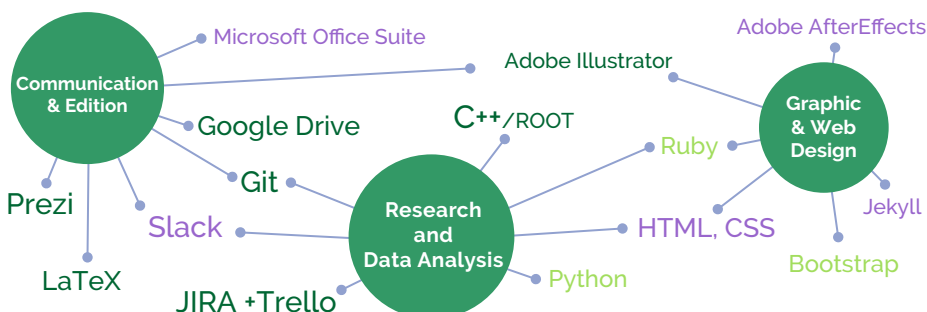 Adobe AfterEffects
Microsoft Office Suite
Adobe Illustrator
Communication
& Edition
Graphic
& Web
Design
C++/ROOT
Google Drive
Ruby
Git
Prezi
Jekyll
Research
and
Data Analysis
Slack
HTML, CSS
Bootstrap
LaTeX
Python
JIRA +Trello